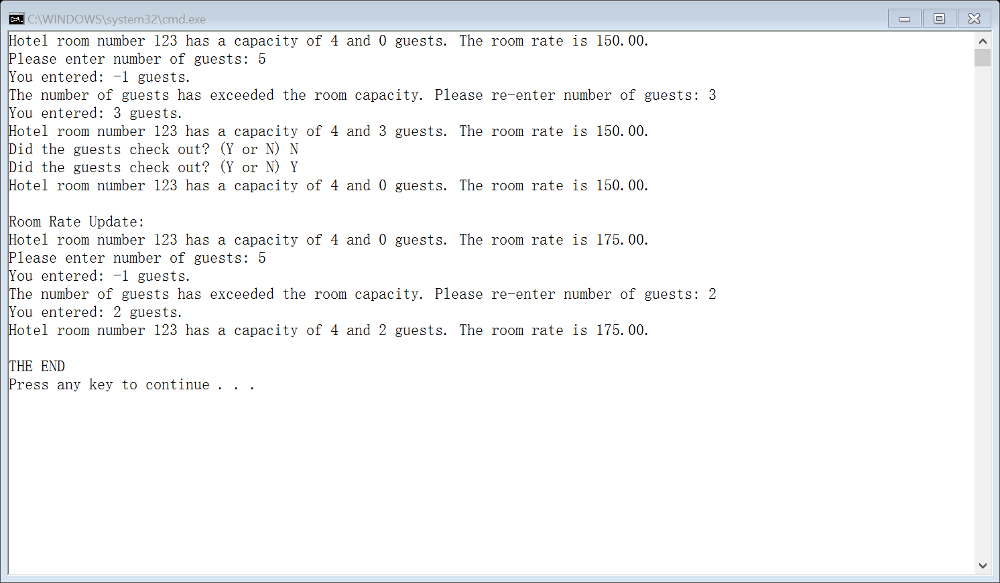 C:\WINDOWS\system32\cmd.exe
Hotel room number 123 has a capacity of 4 and 0 guests. The room rate is 150.00.
Please enter number of guests: 5
You entered: -1 guests.
The number of guests has exceeded the room capacity. Please re-enter number of guests: 3
You entered: 3 guests.
Hotel room number 123 has a capacity of 4 and 3 guests. The room rate is 150.00.
Did the guests check out? (Y or N) N
Did the guests check out? (Y or N) Y
Hotel room number 123 has a capacity of 4 and 0 guests. The room rate is 150.00.
Room Rate Update:
Hotel room number 123 has a capacity of 4 and 0 guests. The room rate is 175.00.
Please enter number of guests: 5
You entered: -1 guests.
The number of guests has exceeded the room capacity. Please re-enter number of guests: 2
You entered: 2 guests.
Hotel room number 123 has a capacity of 4 and 2 guests. The room rate is 175.00.
THE END
Press any key to continue . . .